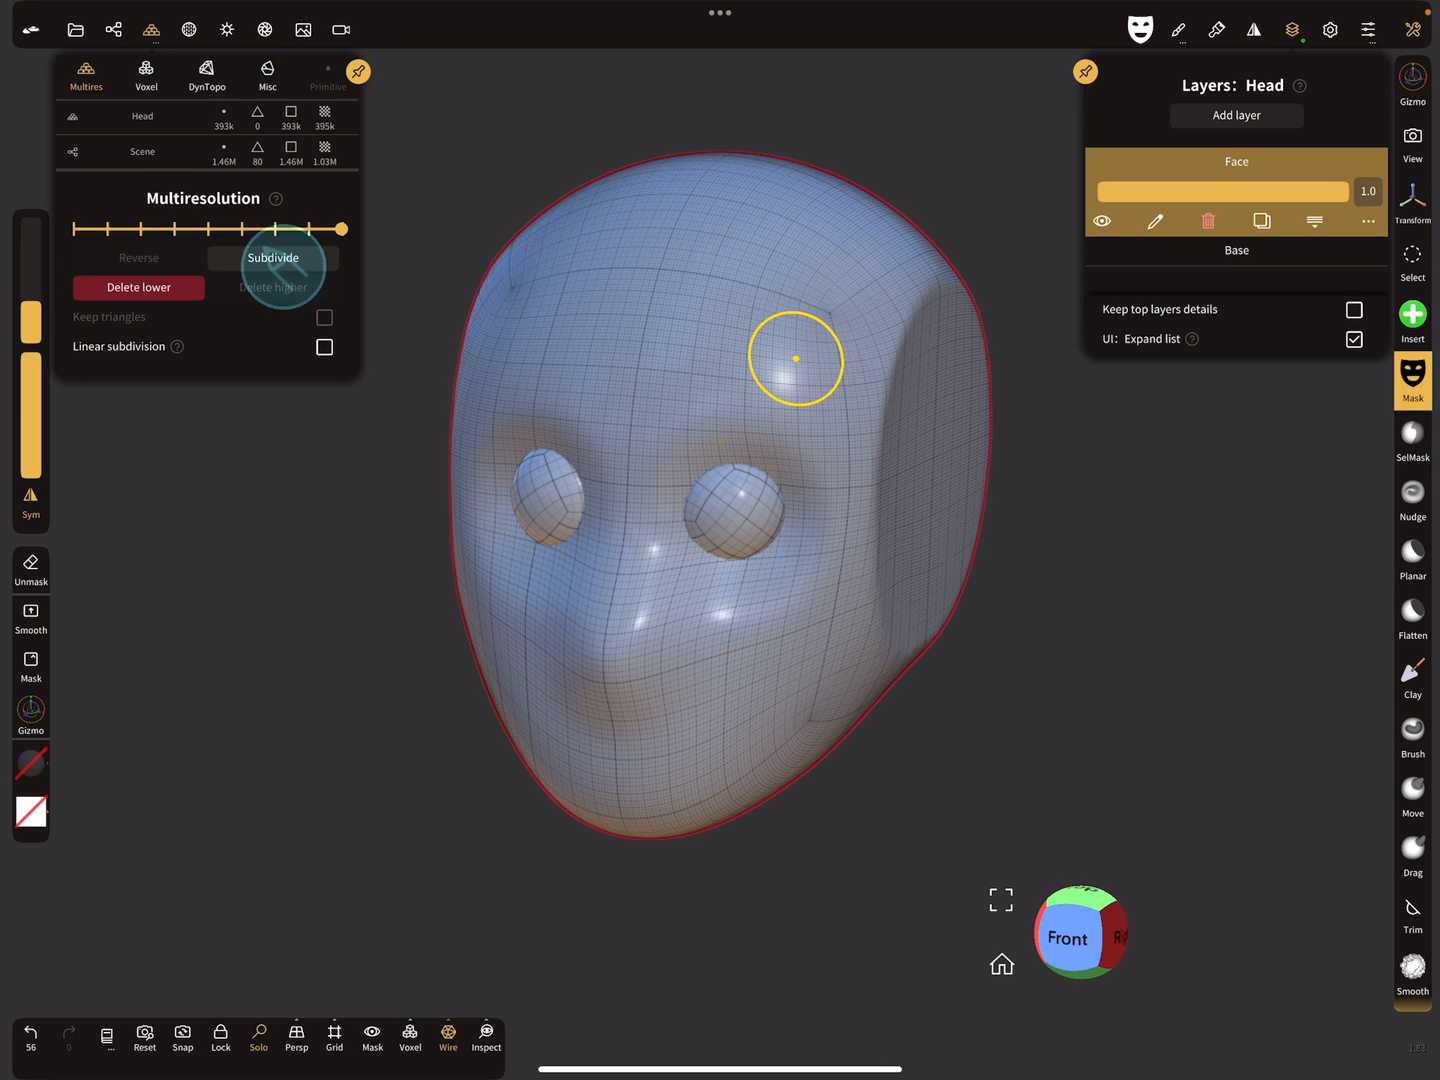 Multires
Voxel
DynTopo
Misc
Primitive
Head
393k
0
393k
395k
Scene
1.46M
80
1.46M
1.03M
Multiresolution ?
Reverse
Subdivide
Delete lower
Delete higher
Keep triangles
Linear subdivision ?
Sym
Unmask
Smooth
Mask
Gizmo
Layers: Head ?
Add layer
Face
1.0
Base
Keep top layers details
UI: Expand list ?
Gizmo
View
Transform
Select
Insert
Mask
SelMask
Nudge
Planar
Flatten
Clay
Brush
Move
Drag
Trim
Smooth
Front
56
0
Reset
Snap
Lock
Solo
Persp
Grid
Mask
Voxel
Wire
Inspect
1.83